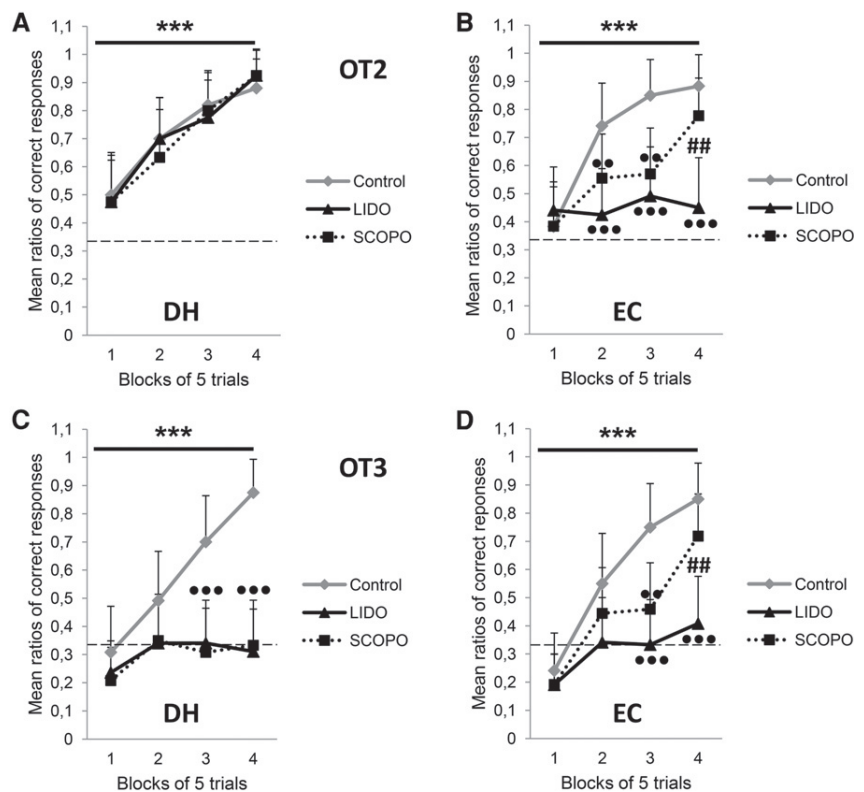 A
***
OT2
Mean ratios of correct responses
1,1
1
0,9
0,8
0,7
0,6
0,5
0,4
0,3
0,2
0,1
0
DH
1 2 3 4
Blocks of 5 trials
Control
LIDO
SCOPO
B
***
Mean ratios of correct responses
1,1
1
0,9
0,8
0,7
0,6
0,5
0,4
0,3
0,2
0,1
0
##
EC
1 2 3 4
Blocks of 5 trials
Control
LIDO
SCOPO
C
***
OT3
Mean ratios of correct responses
1,1
1
0,9
0,8
0,7
0,6
0,5
0,4
0,3
0,2
0,1
0
DH
1 2 3 4
Blocks of 5 trials
Control
LIDO
SCOPO
D
***
Mean ratios of correct reponses
1,1
1
0,9
0,8
0,7
0,6
0,5
0,4
0,3
0,2
0,1
0
##
EC
1 2 3 4
Blocks of 5 trials
Control
LIDO
SCOPO